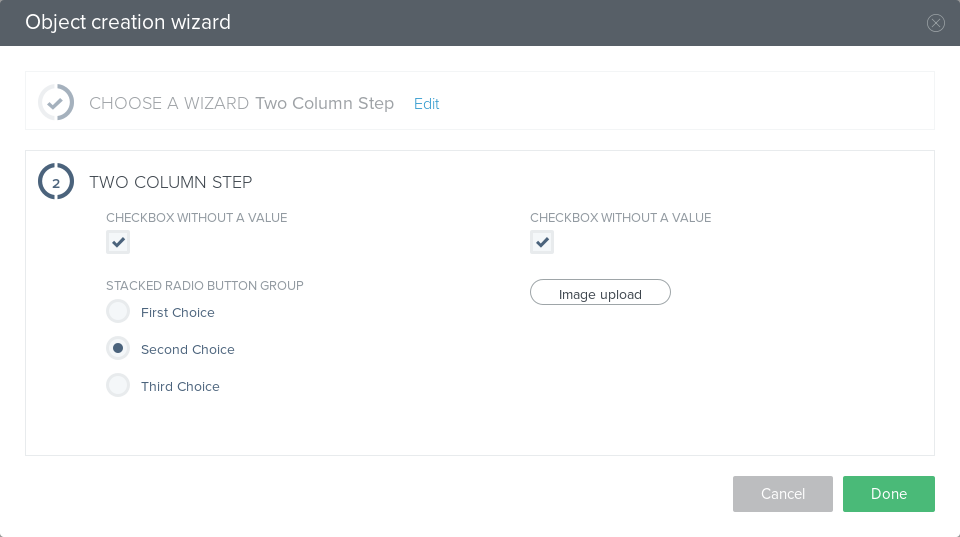 Object creation wizard
CHOOSE A WIZARD Two Column Step Edit
2 TWO COLUMN STEP
CHECKBOX WITHOUT A VALUE
CHECKBOX WITHOUT A VALUE
STACKED RADIO BUTTON GROUP
First Choice
Second Choice
Third Choice
Image upload
Cancel
Done